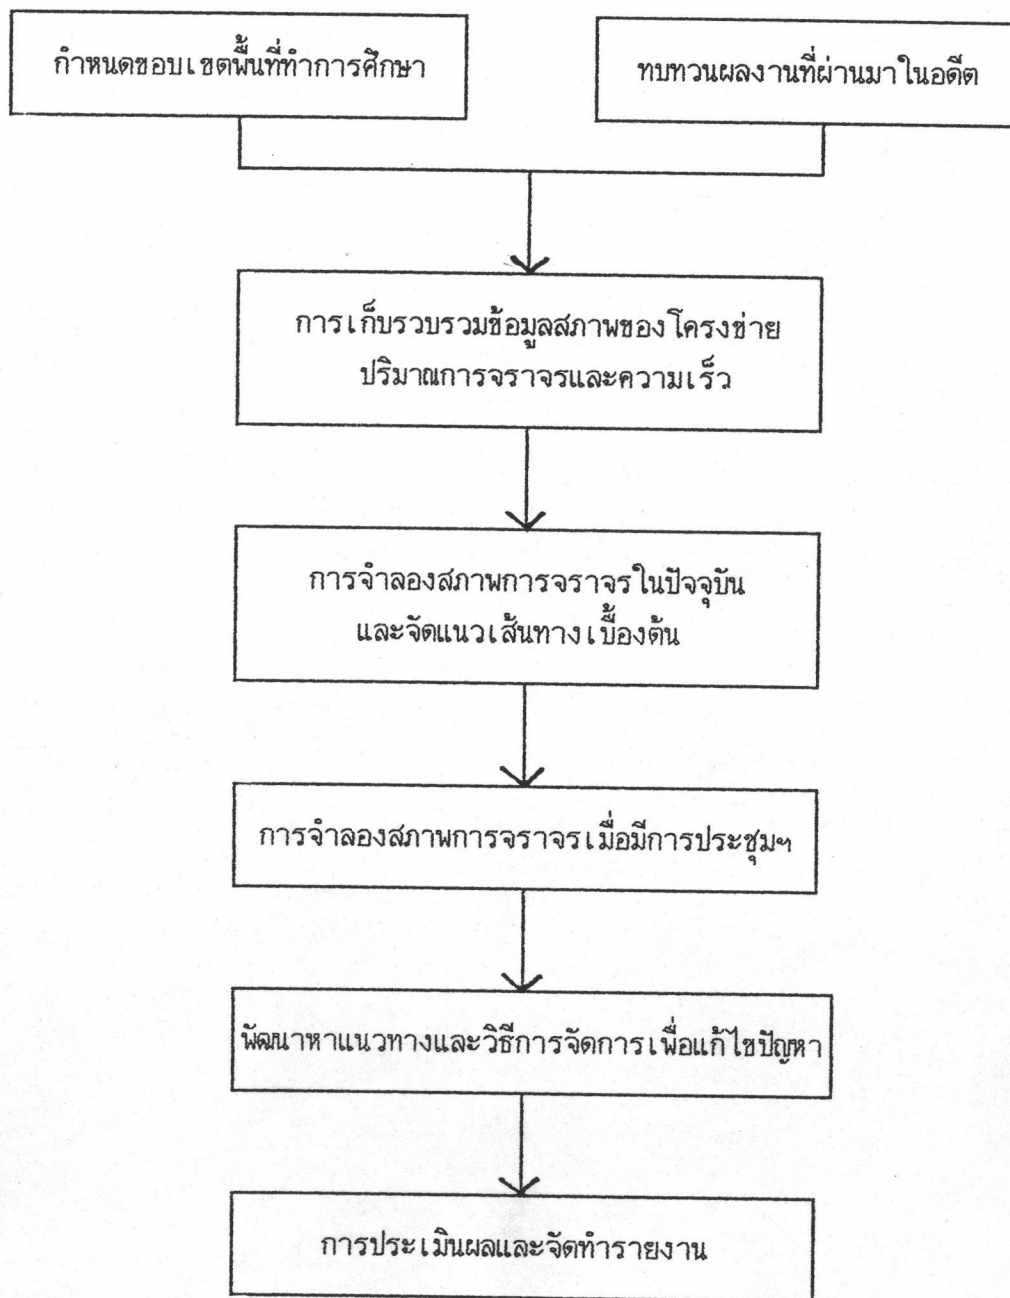 กำหนดขอบเขตพื้นที่ทำการศึกษา
ทบทวนผลงานที่ผ่านมาในอดีต
การเก็บรวบรวมข้อมูลสภาพของโครงข่าย
ปริมาณการจราจรและความเร็ว
การจำลองสภาพการจราจรในปัจจุบัน
และจัดแนวเส้นทางเบื้องต้น
การจำลองสภาพการจราจรเมื่อมีการประชุมฯ
พัฒนาหาแนวทางและวิธีการจัดการเพื่อแก้ไขปัญหา
การประเมินผลและจัดทำรายงาน